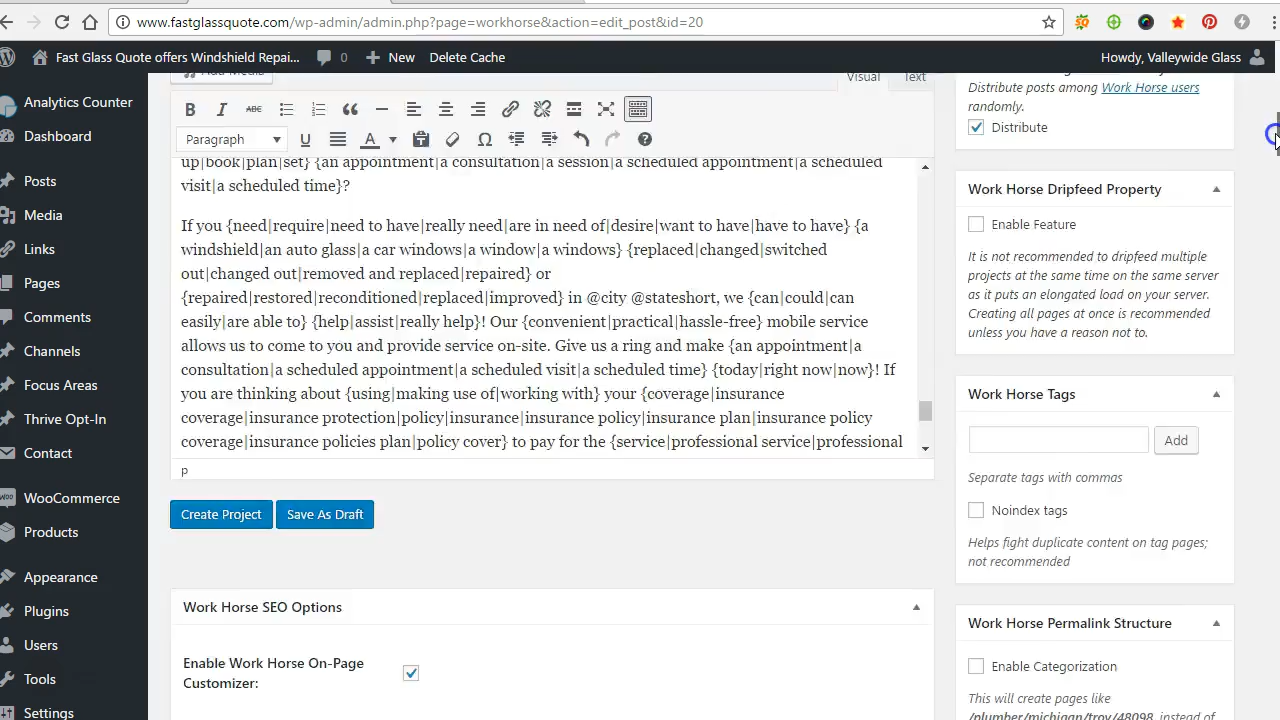 www.fastglassquote.com/wp-admin/admin.php?page=workhorse&action=edit_post&id=20
Fast Glass Quote offers Windshield Repai...
0
New
Delete Cache
Howdy, Valleywide Glass
Analytics Counter
Dashboard
Posts
Media
Links
Pages
Comments
Channels
Focus Areas
Thrive Opt-In
Contact
WooCommerce
Products
Appearance
Plugins
Users
Tools
Settings
Add Media
Visual
Text
B I ABC
Paragraph
U A Ω
up|book|plan|set} {an appointment|a consultation|a session|a scheduled appointment|a scheduled
visit|a scheduled time}?
If you {need|require|need to have|really need|are in need of|desire|want to have|have to have} {a
windshield|an auto glass|a car windows|a window|a windows} {replaced|changed|switched
out|changed out|removed and replaced|repaired} or
{repaired|restored|reconditioned|replaced|improved} in @city @stateshort, we {can|could|can
easily|are able to} {help|assist|really help}! Our {convenient|practical|hassle-free} mobile service
allows us to come to you and provide service on-site. Give us a ring and make {an appointment|a
consultation|a scheduled appointment|a scheduled visit|a scheduled time} {today|right now|now}! If
you are thinking about {using|making use of|working with} your {coverage|insurance
coverage|insurance protection|policy|insurance|insurance policy|insurance plan|insurance policy
coverage|insurance policies plan|policy cover} to pay for the {service|professional service|professional
p
Create Project
Save As Draft
Work Horse SEO Options
Enable Work Horse On-Page
Customizer:
Distribute posts among Work Horse users
randomly.
Distribute
Work Horse Dripfeed Property
Enable Feature
It is not recommended to dripfeed multiple
projects at the same time on the same server
as it puts an elongated load on your server.
Creating all pages at once is recommended
unless you have a reason not to.
Work Horse Tags
Add
Separate tags with commas
Noindex tags
Helps fight duplicate content on tag pages;
not recommended
Work Horse Permalink Structure
Enable Categorization
This will create pages like
/plumber/michigan/troy/48098, instead of